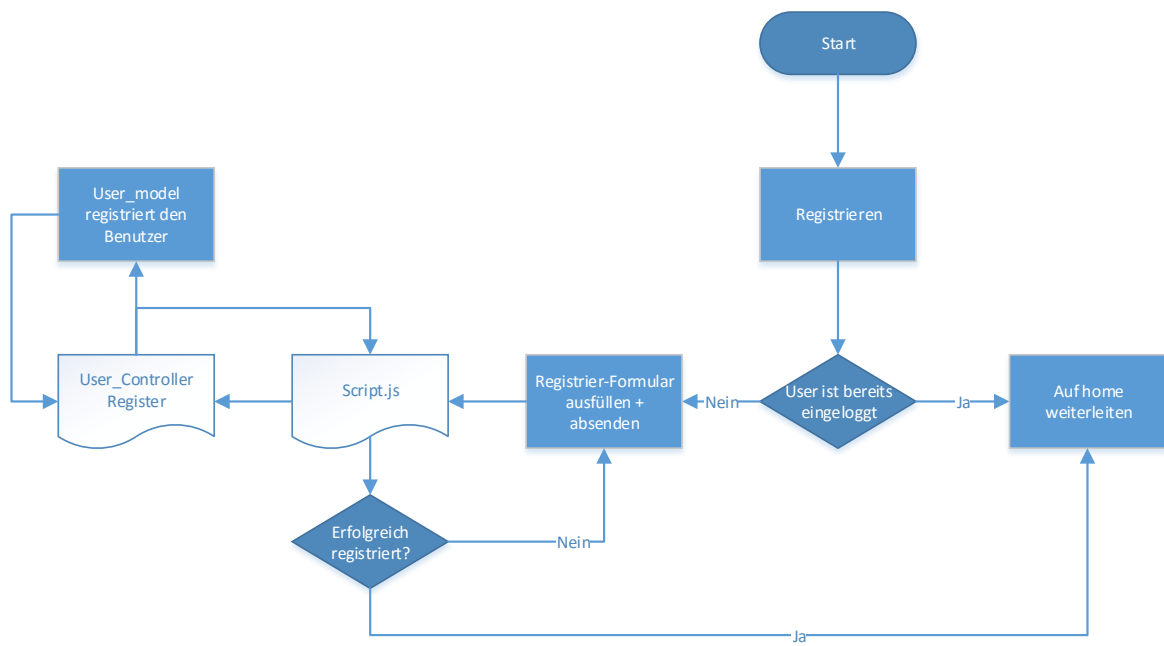 Start
User_model
registriert den
Benutzer
Registrieren
User_Controller
Register
Script.js
Registrier-Formular
ausfüllen +
absenden
Nein
User ist bereits
eingeloggt
Ja
Auf home
weiterleiten
Erfolgreich
registriert?
Nein
Ja